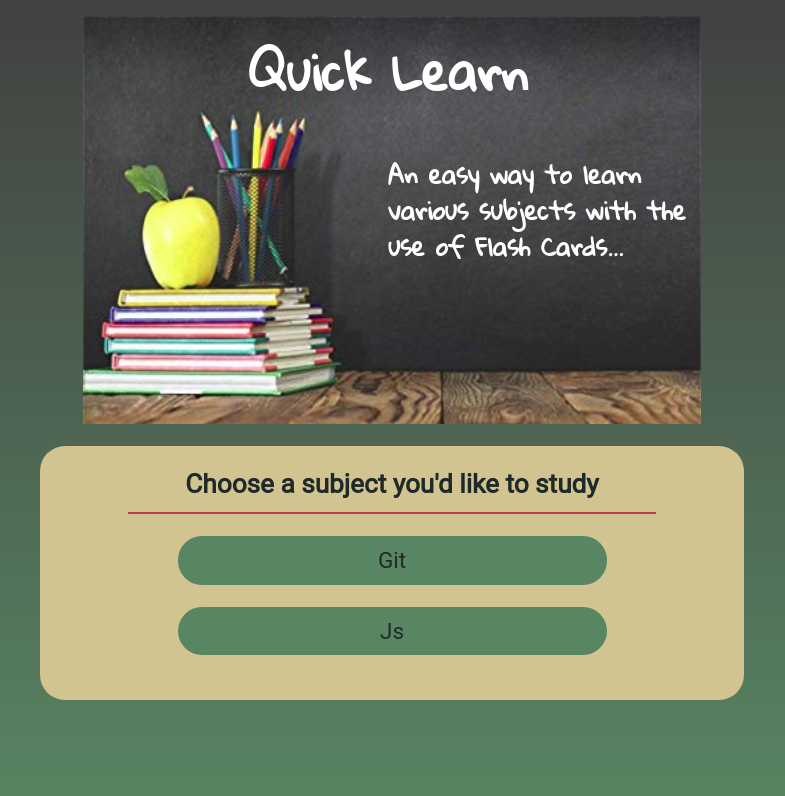 Quick Learn
An easy way to learn
various subjects with the
use of Flash Cards...
Choose a subject you'd like to study
Git
Js